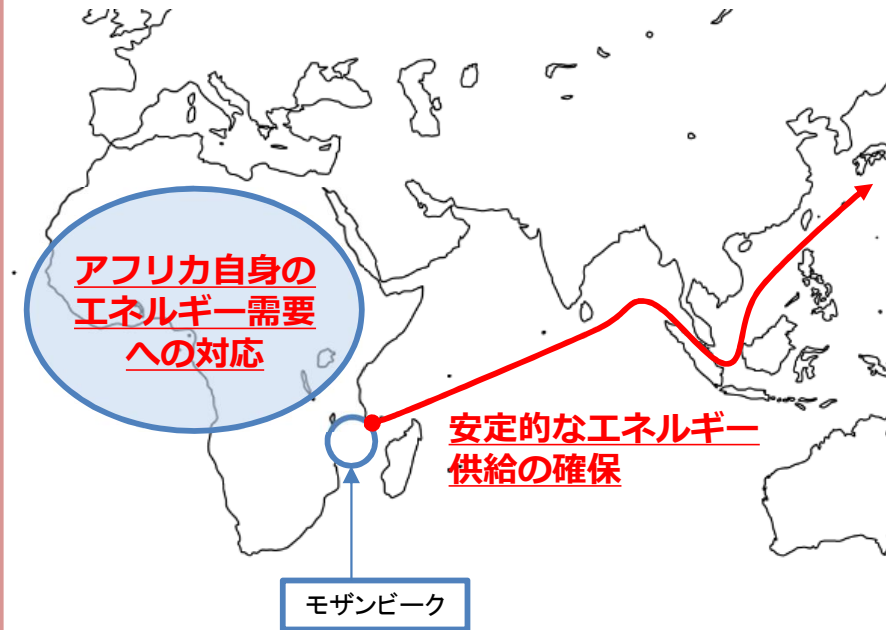 アフリカ自身の
エネルギー需要
への対応
安定的なエネルギー
供給の確保
モザンビーク